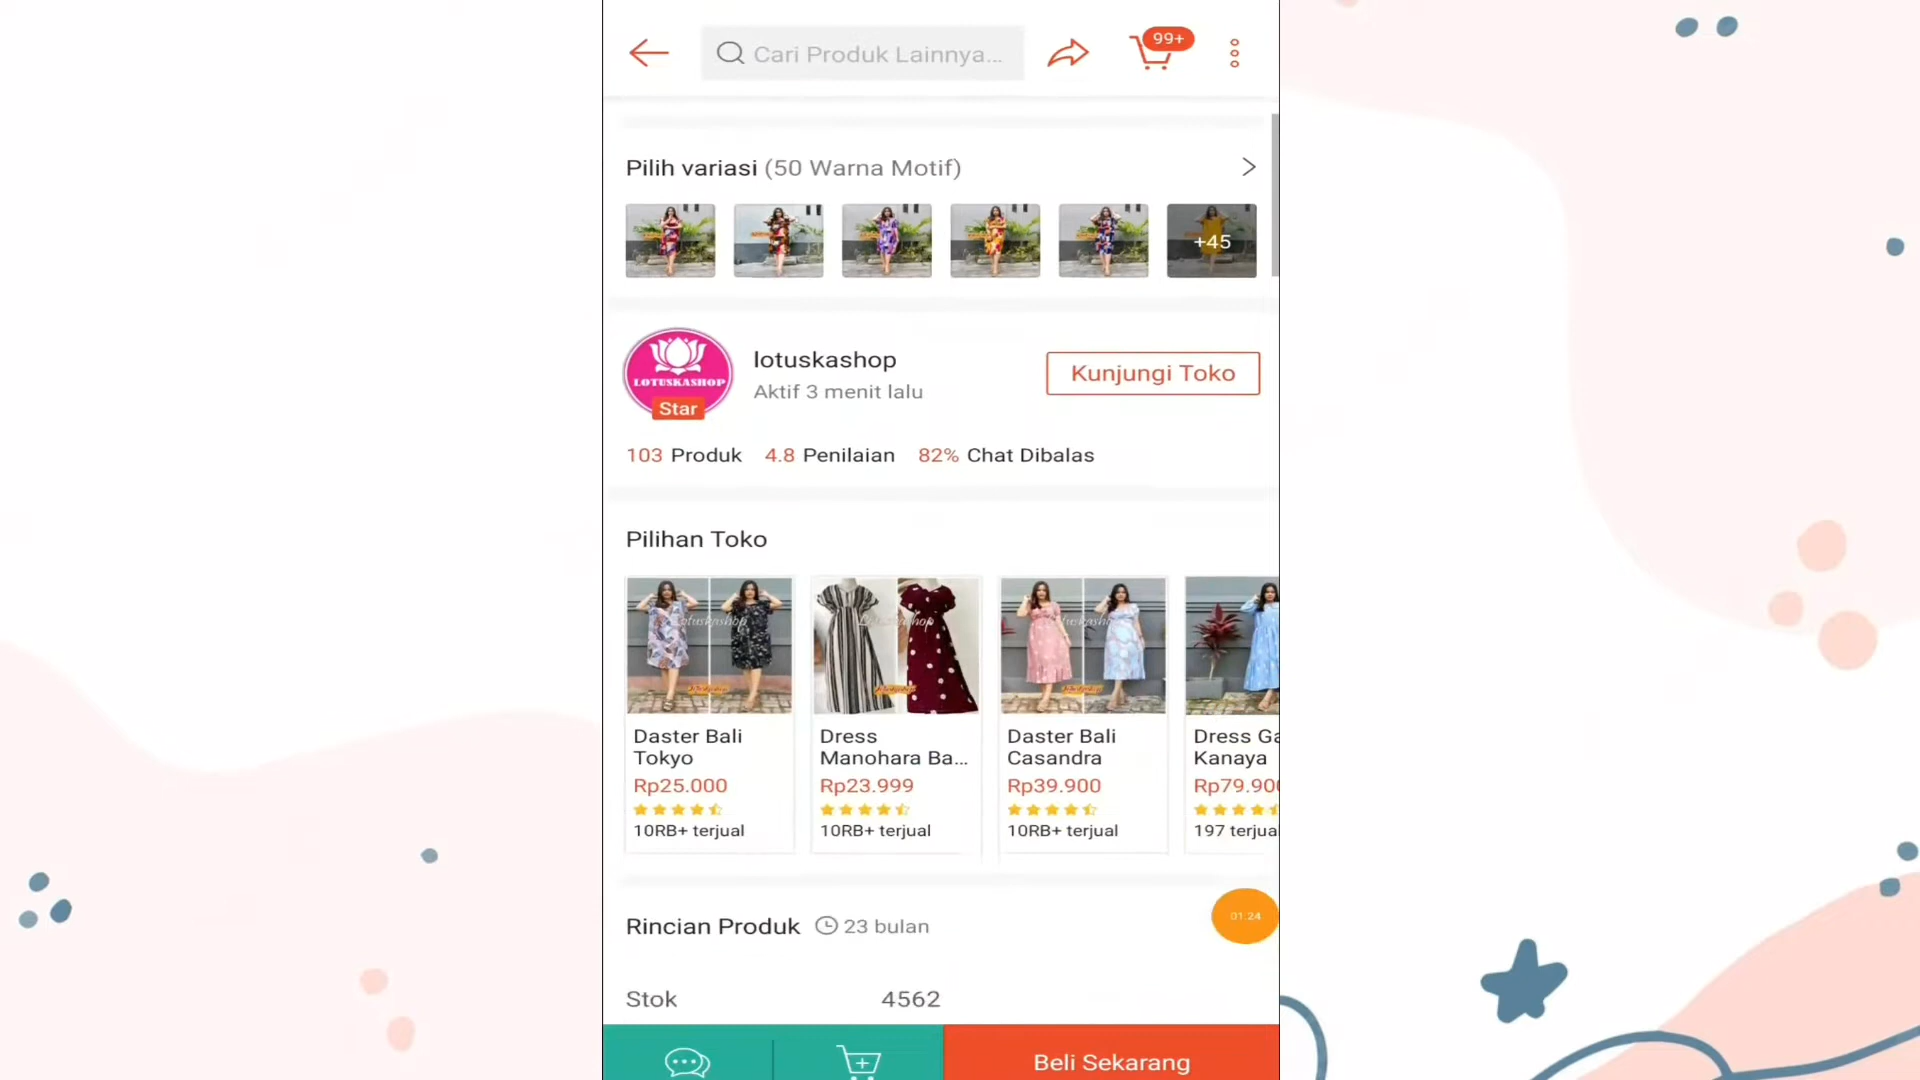 Cari Produk Lainnya...
99+
Pilih variasi (50 Warna Motif)
+45
LOTUSKASHOP
Star
lotuskashop
Aktif 3 menit lalu
Kunjungi Toko
103 Produk 4.8 Penilaian 82% Chat Dibalas
Pilihan Toko
Lotuskashop
Lotuskashop
Daster Bali
Tokyo
Rp25.000
10RB+ terjual
Dress
Manohara Ba...
Rp23.999
10RB+ terjual
Daster Bali
Casandra
Rp39.900
10RB+ terjual
Dress Ga
Kanaya
Rp79.900
197 terjua
Rincian Produk 23 bulan
01:24
Stok 4562
Beli Sekarang